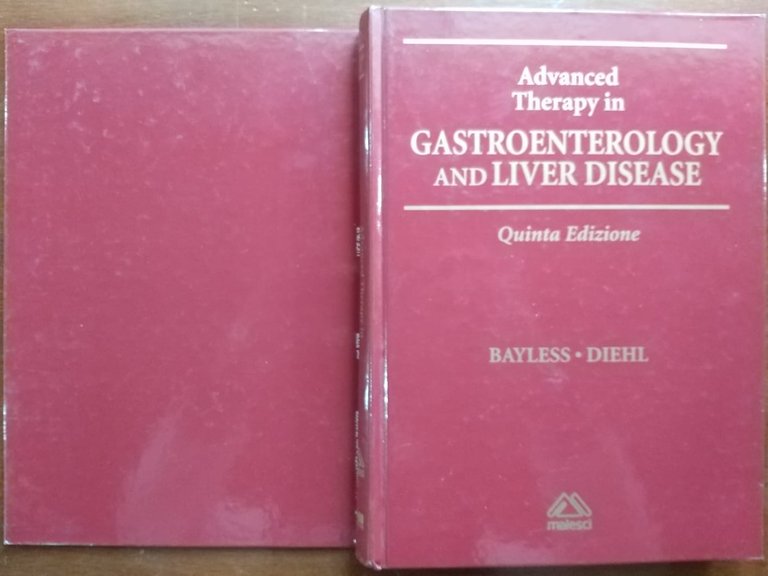 Advanced
Therapy in
GASTROENTEROLOGY
AND LIVER DISEASE
Quinta Edizione
BAYLESS • DIEHL
malesci